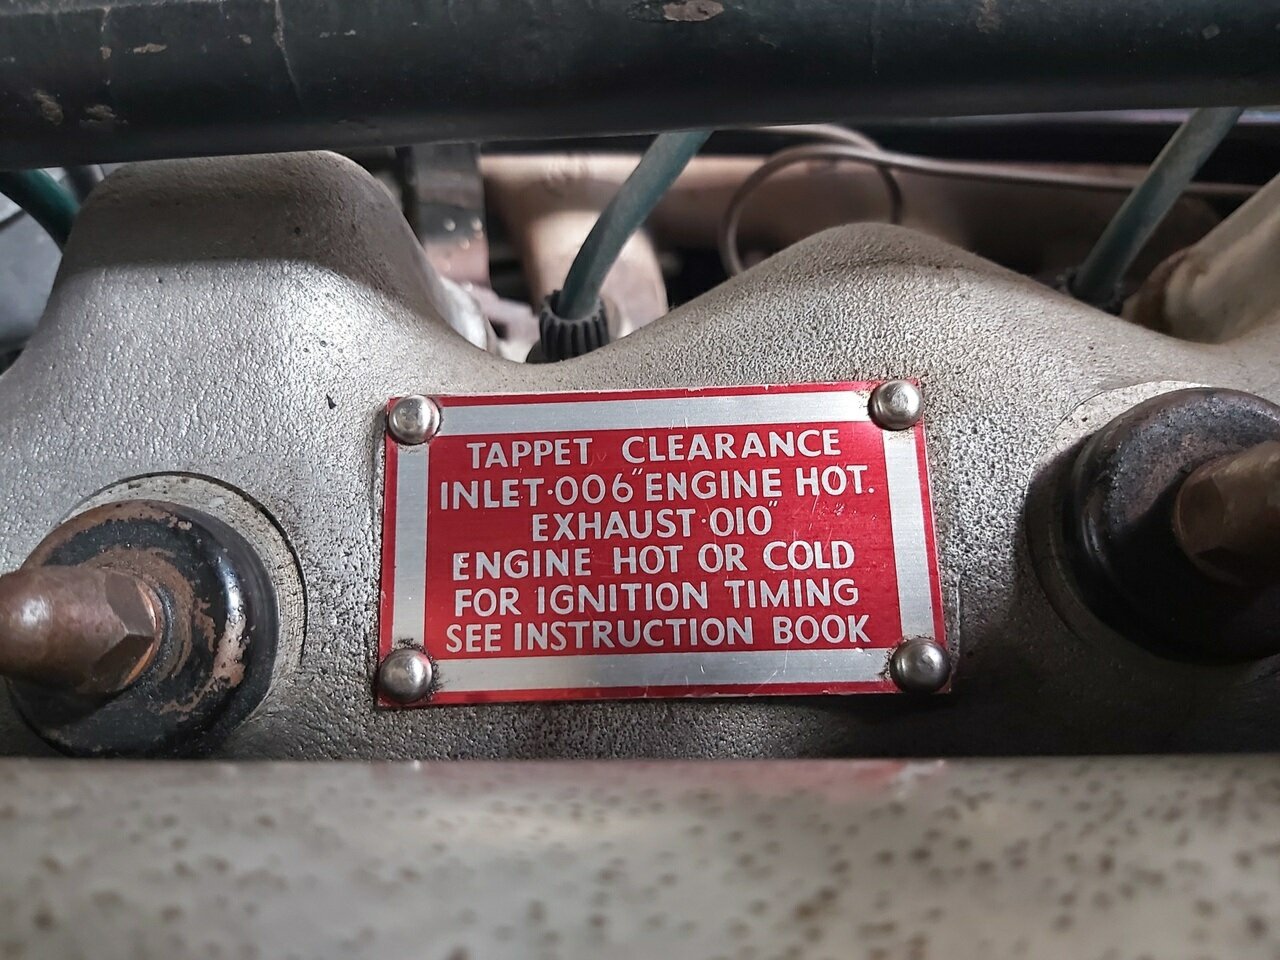 TAPPET CLEARANCE
INLET·006"ENGINE HOT.
EXHAUST·010"
ENGINE HOT OR COLD
FOR IGNITION TIMING
SEE INSTRUCTION BOOK